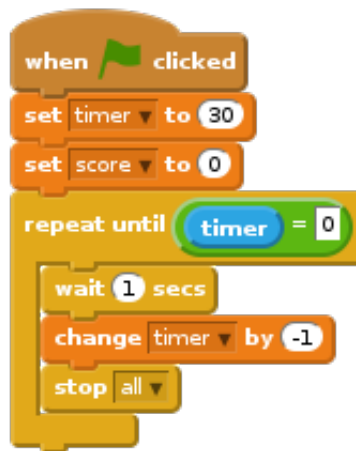 when clicked
set timer to 30
set score to 0
repeat until timer = 0
wait 1 secs
change timer by -1
stop all